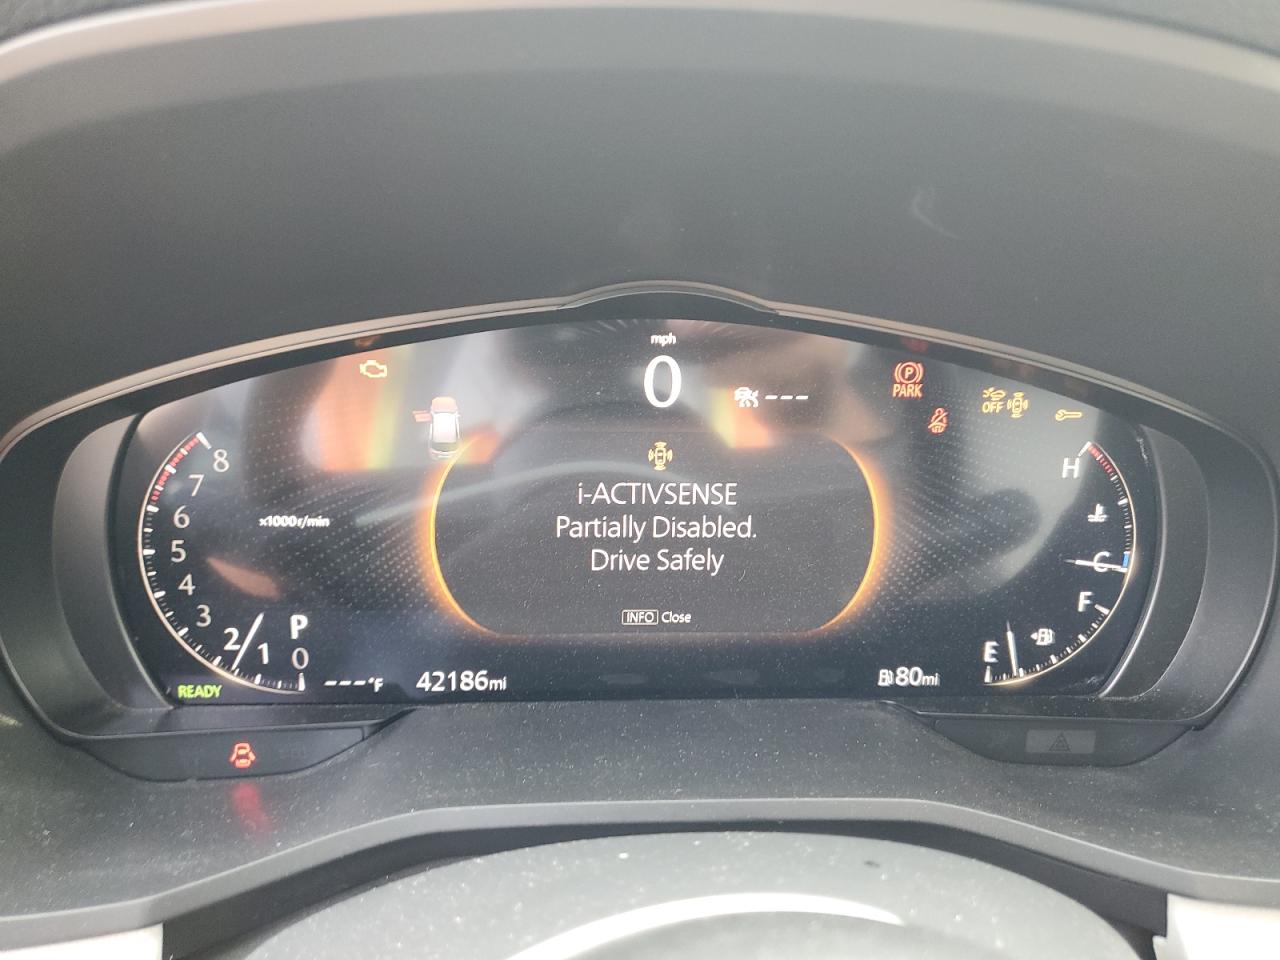 mph
0
---
P
PARK
OFF
8
7
6
5
4
3
2
1
x1000r/min
i-ACTIVSENSE
Partially Disabled.
Drive Safely
INFO Close
H
C
F
E
P
0
READY
---°F
42186mi
80mi